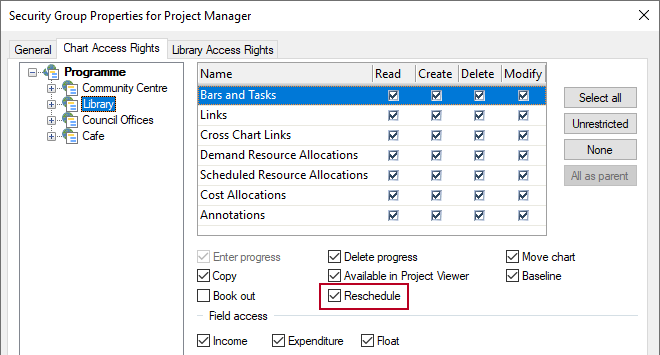 Security Group Properties for Project Manager
General Chart Access Rights Library Access Rights
Programme
Community Centre
Library
Council Offices
Cafe
Name Read Create Delete Modify
Bars and Tasks
Links
Cross Chart Links
Demand Resource Allocations
Scheduled Resource Allocations
Cost Allocations
Annotations
Select all
Unrestricted
None
All as parent
Enter progress Delete progress Move chart
Copy Available in Project Viewer Baseline
Book out Reschedule
Field access
Income Expenditure Float